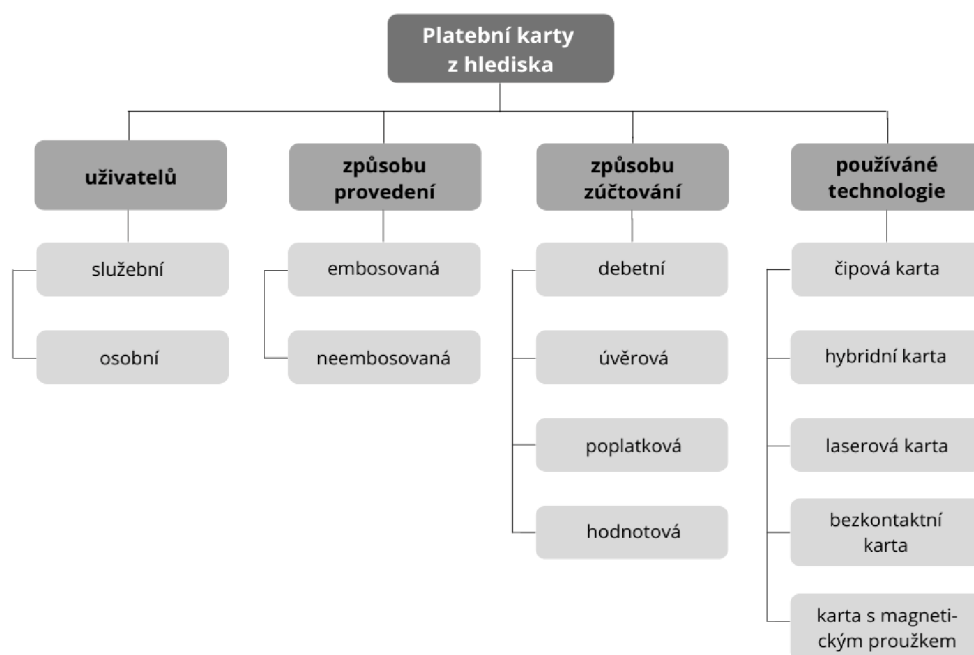 Platební karty
z hlediska
uživatelů
služební
osobní
způsobu
provedení
embosovaná
neembosovaná
způsobu
zúčtování
debetní
úvěrová
poplatková
hodnotová
používáné
technologie
čipová karta
hybridní karta
laserová karta
bezkontaktní
karta
karta s magneti-
ckým proužkem